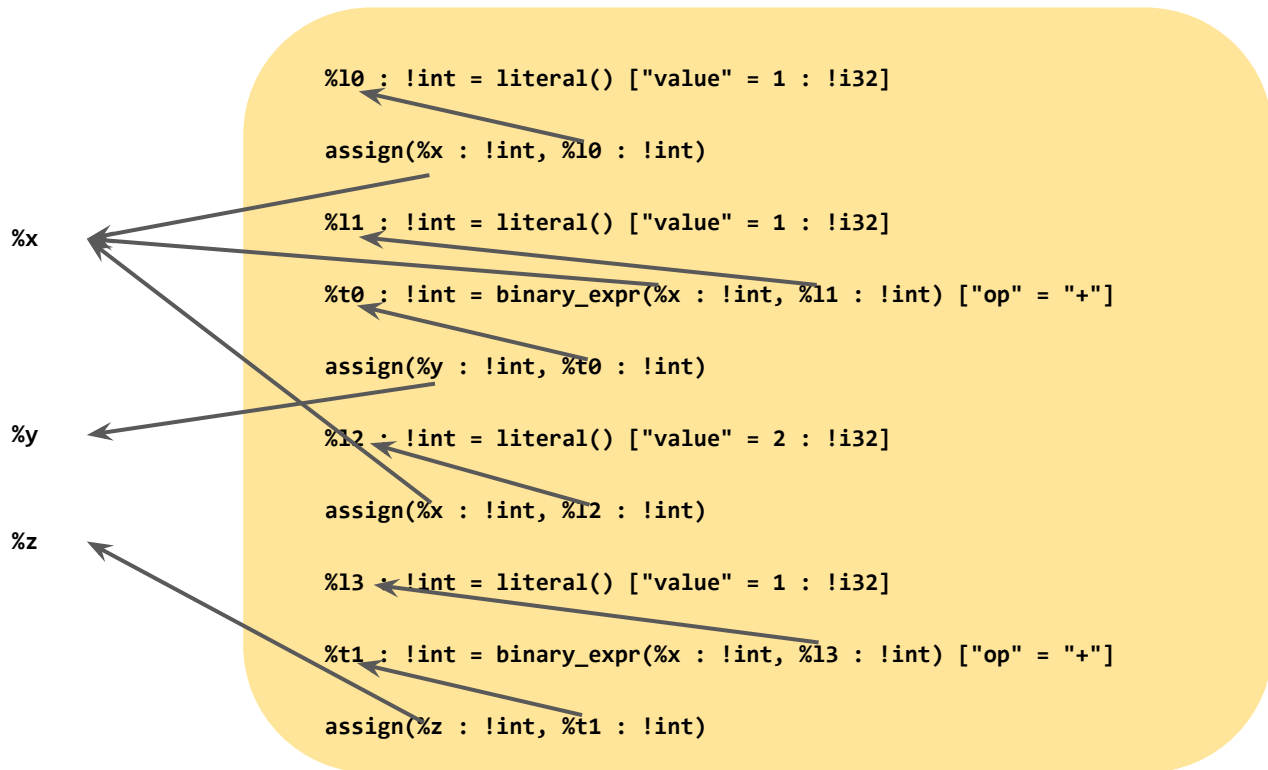 %l0 : !int = literal() ["value" = 1 : !i32]
assign(%x : !int, %l0 : !int)
%l1 : !int = literal() ["value" = 1 : !i32]
%x
%t0 : !int = binary_expr(%x : !int, %l1 : !int) ["op" = "+"]
assign(%y : !int, %t0 : !int)
%y
%l2 : !int = literal() ["value" = 2 : !i32]
assign(%x : !int, %l2 : !int)
%z
%l3 : !int = literal() ["value" = 1 : !i32]
%t1 : !int = binary_expr(%x : !int, %l3 : !int) ["op" = "+"]
assign(%z : !int, %t1 : !int)